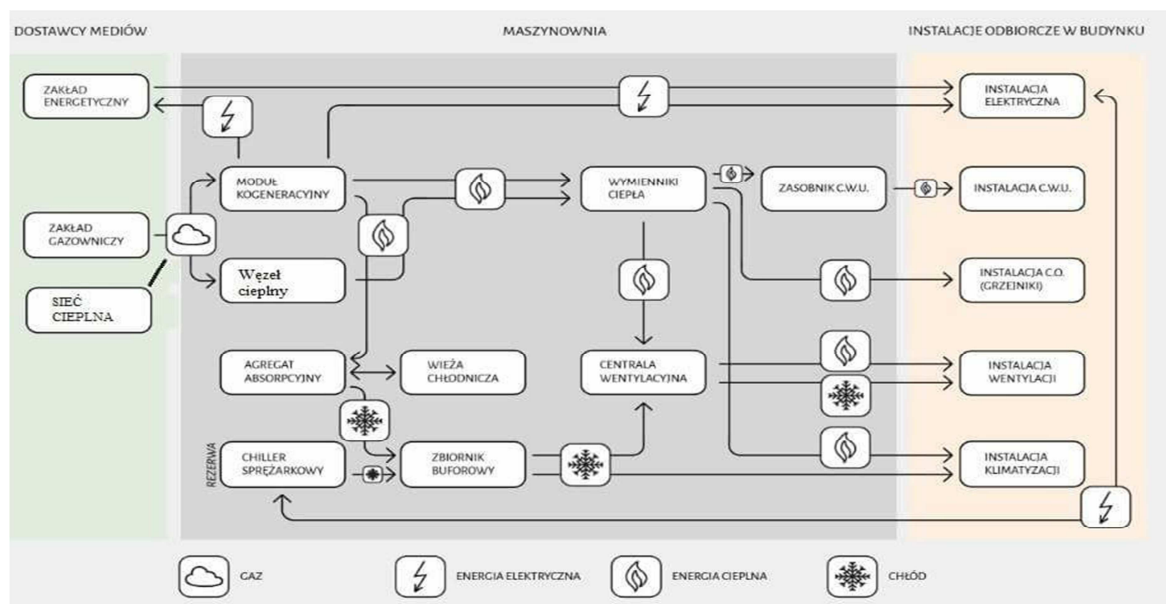 DOSTAWCY MEDIÓW
MASZYNOWNIA
INSTALACJE ODBIORCZE W BUDYNKU
ZAKŁAD
ENERGETYCZNY
INSTALACJA
ELEKTRYCZNA
MODUŁ
KOGENERACYJNY
WYMIENNIKI
CIEPŁA
ZASOBNIK C.W.U.
INSTALACJA C.W.U.
ZAKŁAD
GAZOWNICZY
Węzeł
cieplny
INSTALACJA C.O.
(GRZEJNIKI)
SIEĆ
CIEPLNA
AGREGAT
ABSORPCYJNY
WIEŻA
CHŁODNICZA
CENTRALA
WENTYLACYJNA
INSTALACJA
WENTYLACJI
REZERWA
CHILLER
SPRĘŻARKOWY
ZBIORNIK
BUFOROWY
INSTALACJA
KLIMATYZACJI
GAZ
ENERGIA ELEKTRYCZNA
ENERGIA CIEPLNA
CHŁÓD